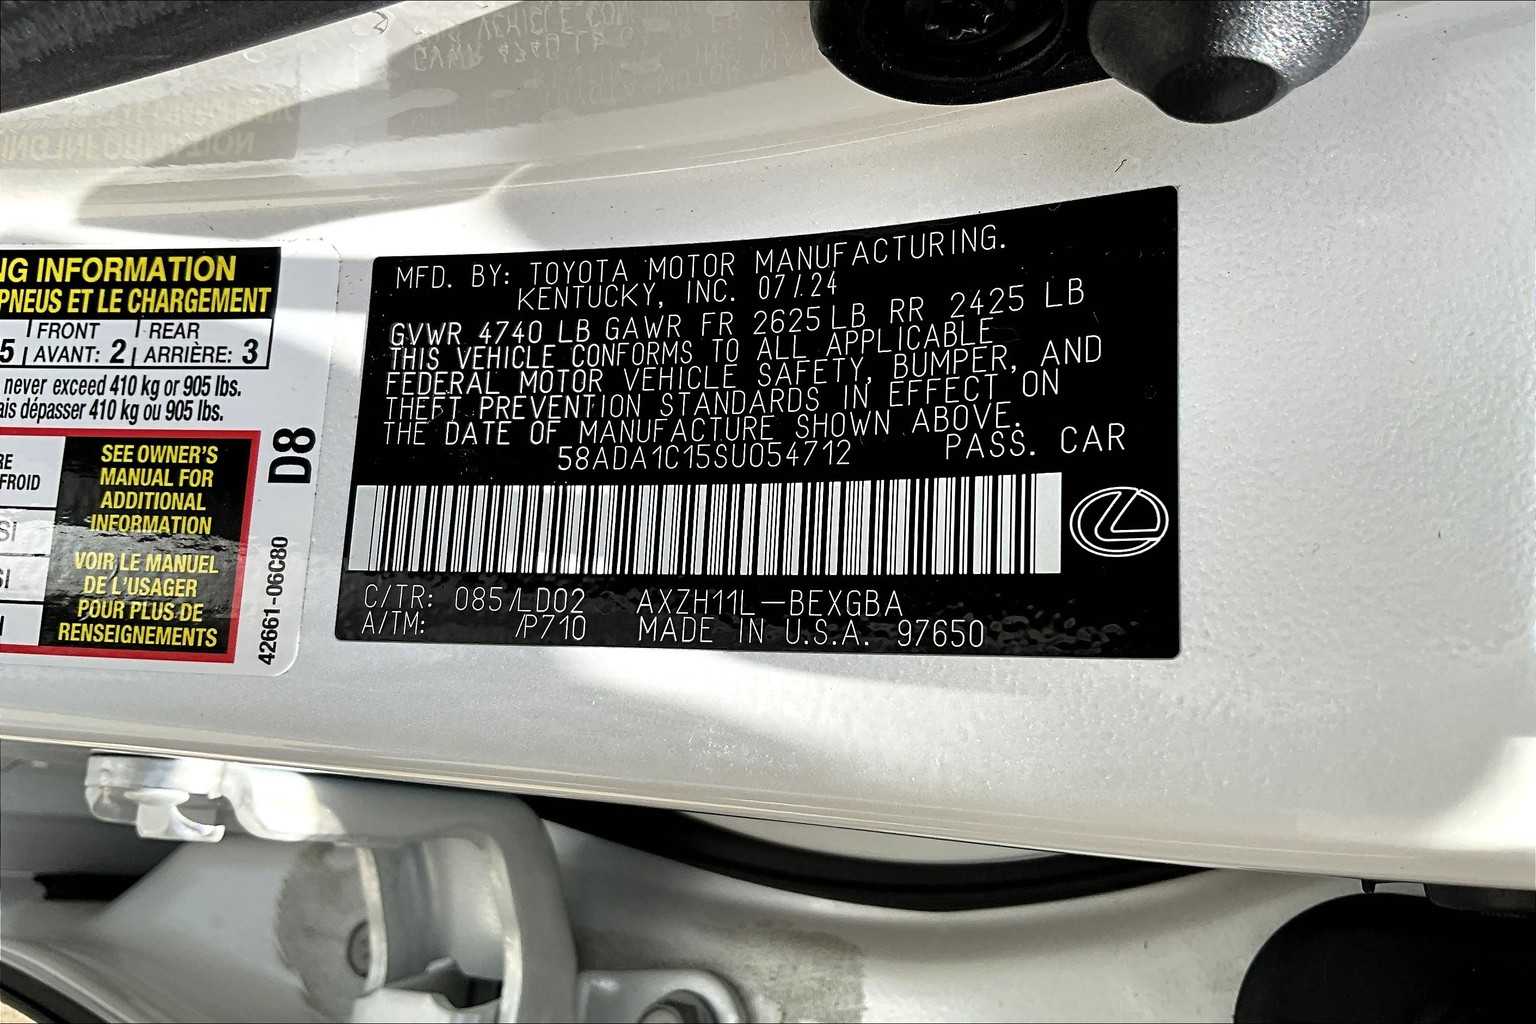 NG INFORMATION
PNEUS ET LE CHARGEMENT
5 FRONT REAR
AVANT: 2 ARRIÈRE: 3
never exceed 410 kg or 905 lbs.
ais dépasser 410 kg ou 905 lbs.
RE
FROID
SI
SI
SEE OWNER'S
MANUAL FOR
ADDITIONAL
INFORMATION
VOIR LE MANUEL
DE L'USAGER
POUR PLUS DE
RENSEIGNEMENTS
D8
42661-06C80
MFD. BY: TOYOTA MOTOR MANUFACTURING.
KENTUCKY, INC. 07/24
GVWR 4740 LB GAWR FR 2625 LB RR 2425 LB
THIS VEHICLE CONFORMS TO ALL APPLICABLE
FEDERAL MOTOR VEHICLE SAFETY, BUMPER, AND
THEFT PREVENTION STANDARDS IN EFFECT ON
THE DATE OF MANUFACTURE SHOWN ABOVE.
58ADA1C15SU054712 PASS. CAR
C/TR: 085/LD02 AXZH11L-BEXGBA
A/TM: /P710 MADE IN U.S.A. 97650